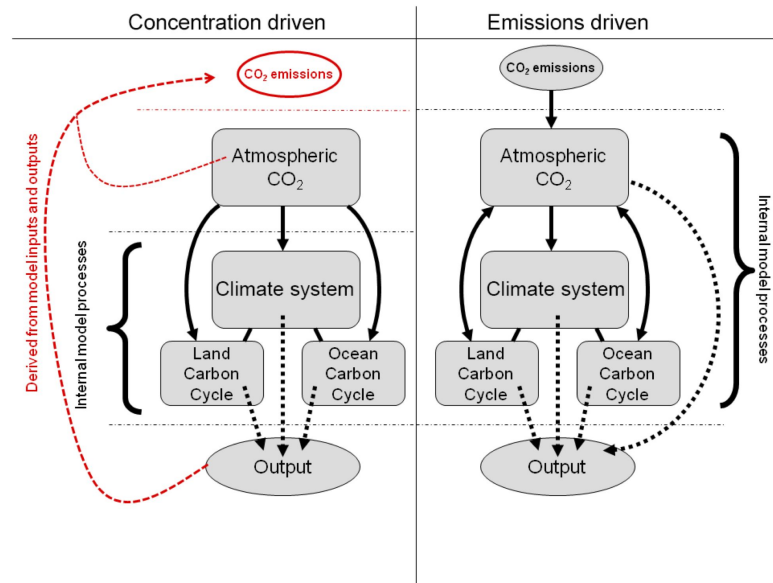 Concentration driven
Emissions driven
CO₂ emissions
CO₂ emissions
Derived from model inputs and outputs
Internal model processes
Atmospheric
CO₂
Climate system
Land
Carbon
Cycle
Ocean
Carbon
Cycle
Output
Atmospheric
CO₂
Climate system
Land
Carbon
Cycle
Ocean
Carbon
Cycle
Output
Internal model
processes